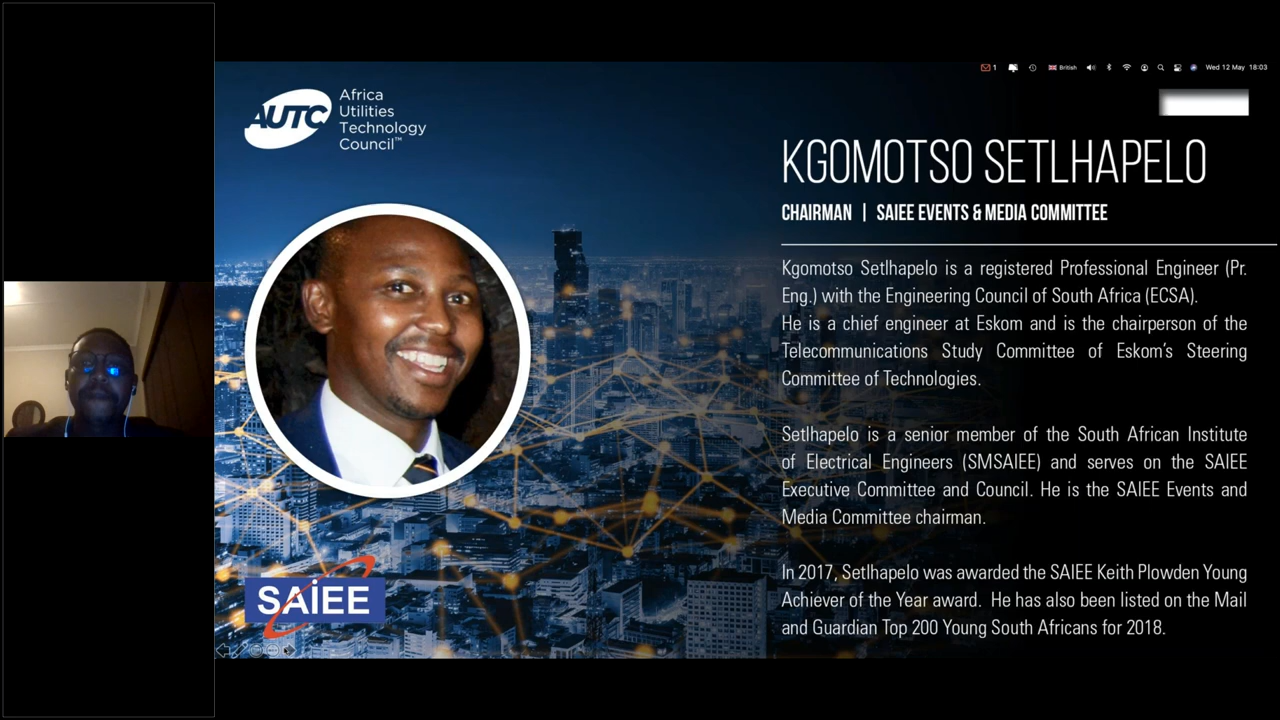 1 British Wed 12 May 18:03
AUTC
Africa
Utilities
Technology
Council™
KGOMOTSO SETLHAPELO
CHAIRMAN | SAIEE EVENTS & MEDIA COMMITTEE
Kgomotso Setlhapelo is a registered Professional Engineer (Pr.
Eng.) with the Engineering Council of South Africa (ECSA).
He is a chief engineer at Eskom and is the chairperson of the
Telecommunications Study Committee of Eskom’s Steering
Committee of Technologies.
Setlhapelo is a senior member of the South African Institute
of Electrical Engineers (SMSAIEE) and serves on the SAIEE
Executive Committee and Council. He is the SAIEE Events and
Media Committee chairman.
In 2017, Setlhapelo was awarded the SAIEE Keith Plowden Young
Achiever of the Year award. He has also been listed on the Mail
and Guardian Top 200 Young South Africans for 2018.
SAIEE